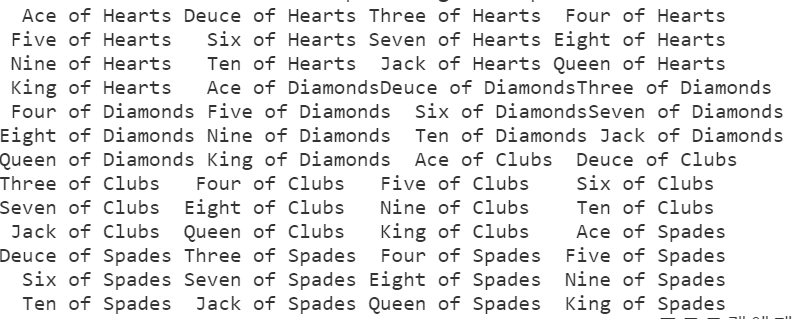 Ace of Hearts Deuce of Hearts Three of Hearts Four of Hearts
Five of Hearts Six of Hearts Seven of Hearts Eight of Hearts
Nine of Hearts Ten of Hearts Jack of Hearts Queen of Hearts
King of Hearts Ace of DiamondsDeuce of DiamondsThree of Diamonds
Four of Diamonds Five of Diamonds Six of DiamondsSeven of Diamonds
Eight of Diamonds Nine of Diamonds Ten of Diamonds Jack of Diamonds
Queen of Diamonds King of Diamonds Ace of Clubs Deuce of Clubs
Three of Clubs Four of Clubs Five of Clubs Six of Clubs
Seven of Clubs Eight of Clubs Nine of Clubs Ten of Clubs
Jack of Clubs Queen of Clubs King of Clubs Ace of Spades
Deuce of Spades Three of Spades Four of Spades Five of Spades
Six of Spades Seven of Spades Eight of Spades Nine of Spades
Ten of Spades Jack of Spades Queen of Spades King of Spades